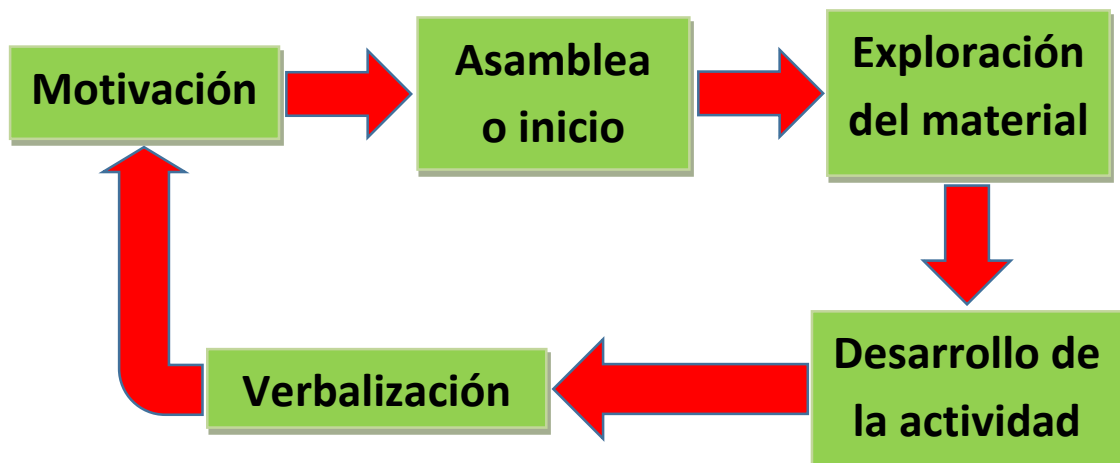 Motivación
Asamblea
o inicio
Exploración
del material
Desarrollo de
la actividad
Verbalización